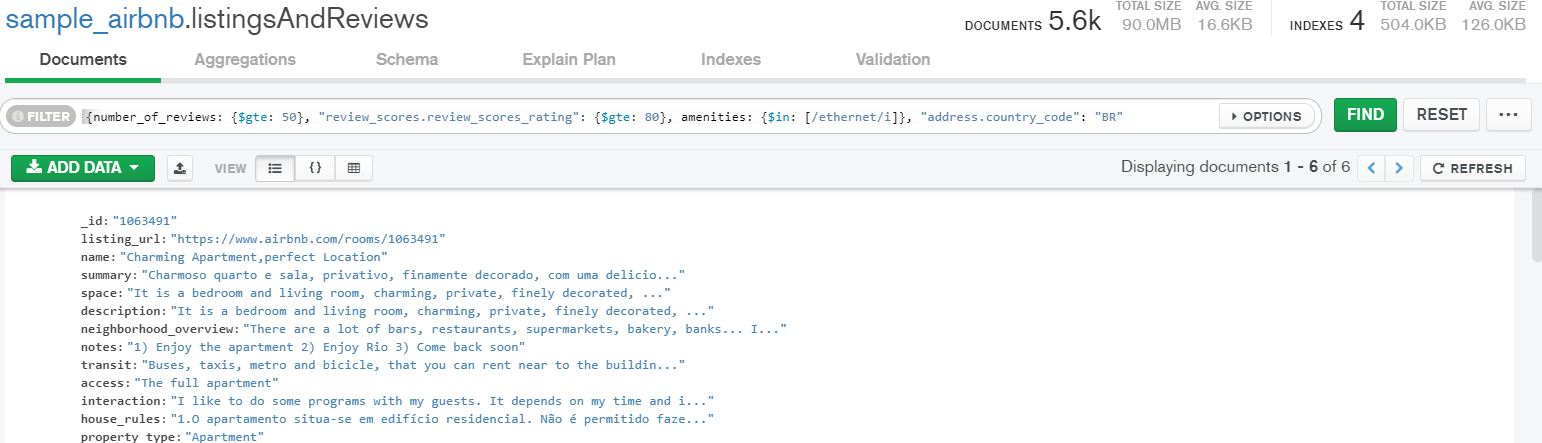 sample_airbnb.listingsAndReviews
DOCUMENTS 5.6k TOTAL SIZE 90.0MB AVG. SIZE 16.6KB INDEXES 4 TOTAL SIZE 504.0KB AVG. SIZE 126.0KB
Documents Aggregations Schema Explain Plan Indexes Validation
FILTER {number_of_reviews: {$gte: 50}, "review_scores.review_scores_rating": {$gte: 80}, amenities: {$in: [/ethernet/i]}, "address.country_code": "BR" OPTIONS FIND RESET ...
ADD DATA VIEW {} Displaying documents 1 - 6 of 6 < > REFRESH
_id: "1063491"
listing_url: "https://www.airbnb.com/rooms/1063491"
name: "Charming Apartment,perfect Location"
summary: "Charmoso quarto e sala, privativo, finamente decorado, com uma delicio..."
space: "It is a bedroom and living room, charming, private, finely decorated, ..."
description: "It is a bedroom and living room, charming, private, finely decorated, ..."
neighborhood_overview: "There are a lot of bars, restaurants, supermarkets, bakery, banks... I..."
notes: "1) Enjoy the apartment 2) Enjoy Rio 3) Come back soon"
transit: "Buses, taxis, metro and bicicle, that you can rent near to the buildin..."
access: "The full apartment"
interaction: "I like to do some programs with my guests. It depends on my time and i..."
house_rules: "1.O apartamento situa-se em edifício residencial. Não é permitido faze..."
property_type: "Apartment"